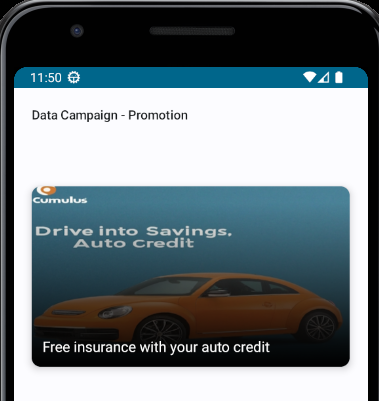 11:50
Data Campaign - Promotion
Cumulus
Drive into Savings,
Auto Credit
Free insurance with your auto credit